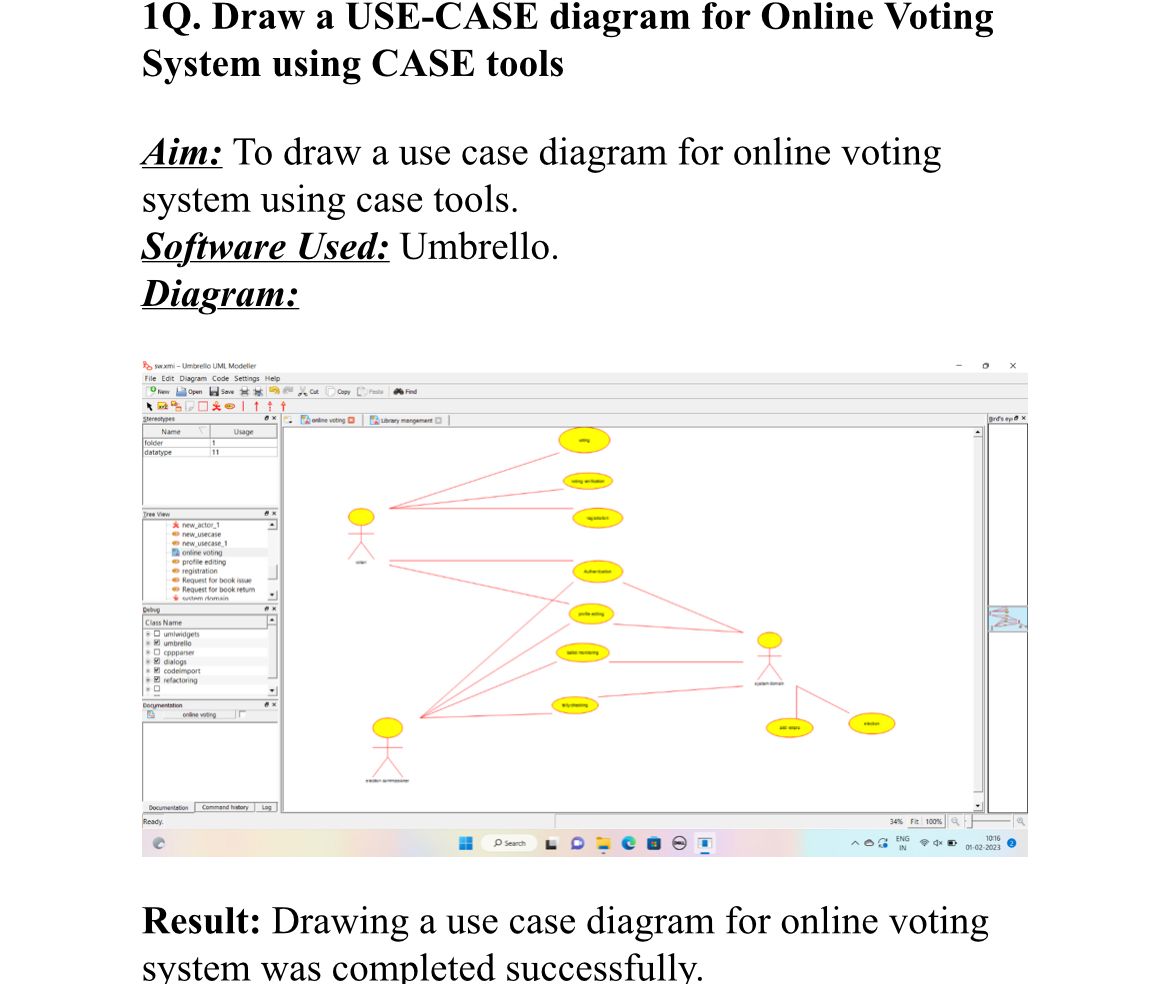 1Q. Draw a USE-CASE diagram for Online Voting
System using CASE tools
Aim: To draw a use case diagram for online voting
system using case tools.
Software Used: Umbrello.
Diagram:
sw.xmi - Umbrello UML Modeller
File Edit Diagram Code Settings Help
New Open Save Cut Copy Paste Find
Stereotypes
online voting Library mangement
Bird's ey
Name Usage
folder 1
datatype 11
Tree View
new_actor_1
new_usecase
new_usecase_1
online voting
profile editing
registration
Request for book issue
Request for book return
system domain
Debug
Class Name
umlwidgets
umbrello
cppparser
dialogs
codeimport
refactoring
Documentation
online voting
Documentation Command history Log
voting
voting verification
registration
voters
Authentication
profile editing
tally checking
system domain
election
election commissioner
Ready.
34% Fit 100%
Search
ENG
IN
10:16
01-02-2023
2
Result: Drawing a use case diagram for online voting
system was completed successfully.